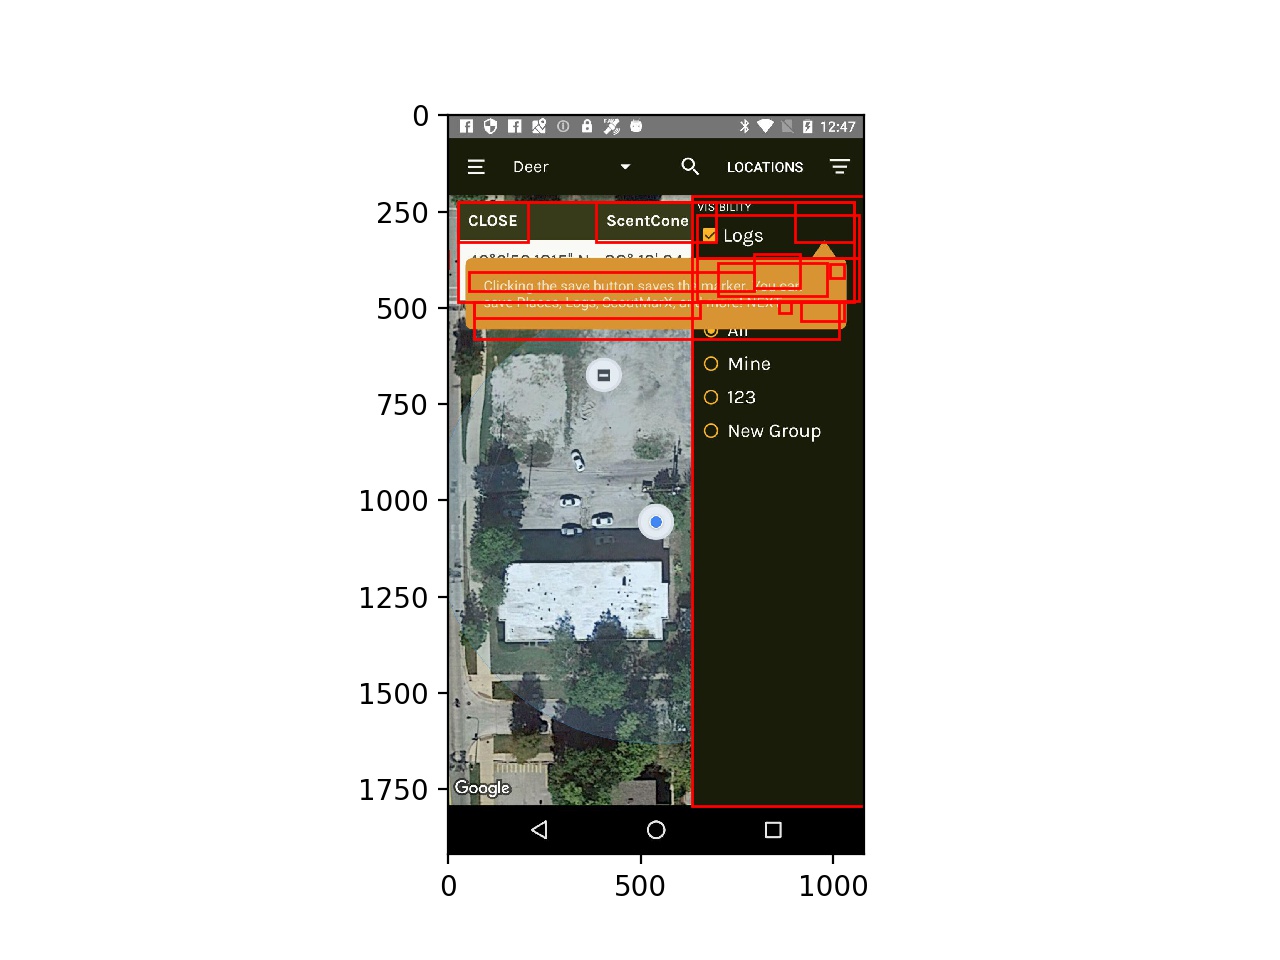 0
12:47
Deer
LOCATIONS
250
VISIBILITY
CLOSE
ScentCone
Logs
Clicking the save button saves the marker. You can
save Places, Logs, ScoutMarX, and more! NEXT
500
All
Mine
750
123
New Group
1000
1250
1500
1750
Google
0
500
1000